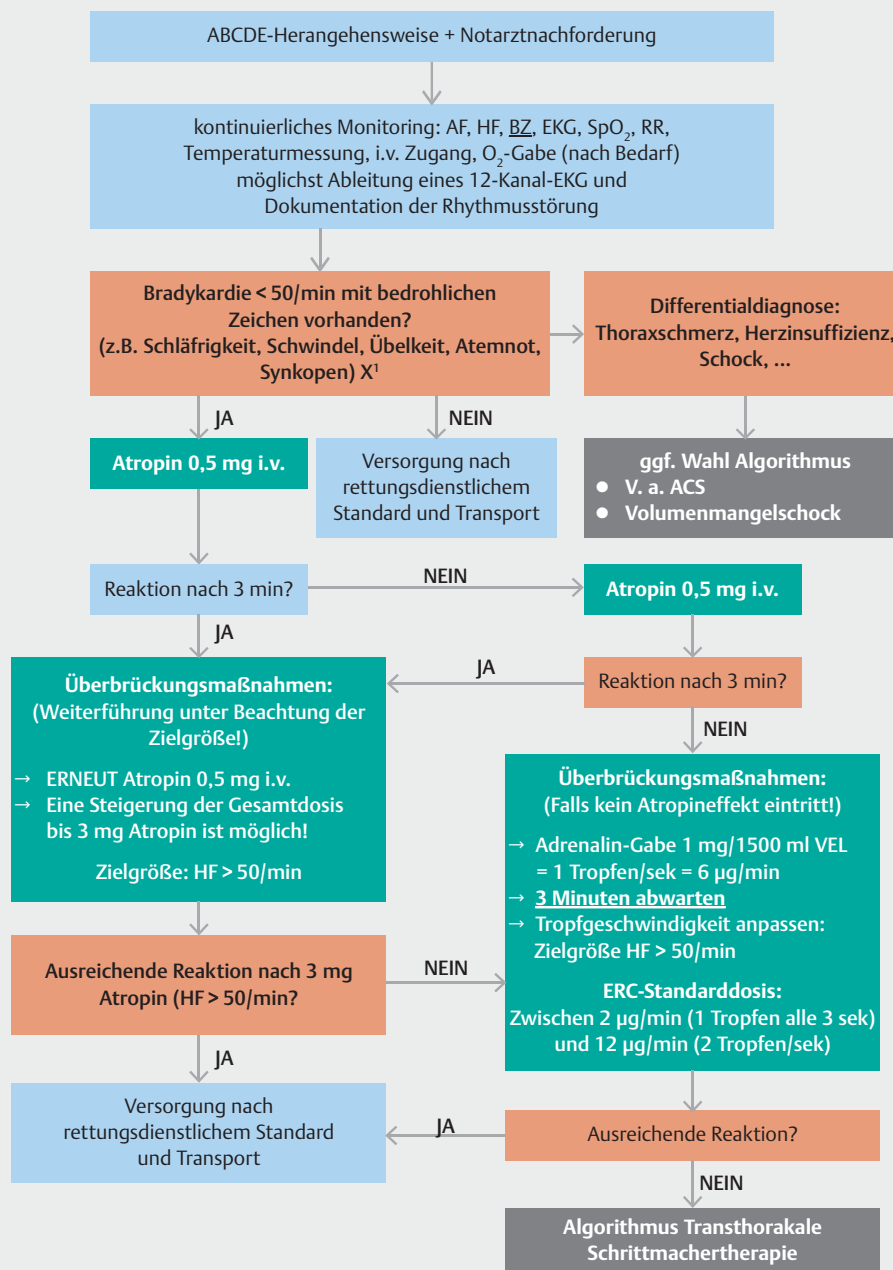 ABCDE-Herangehensweise + Notarztnachforderung
kontinuierliches Monitoring: AF, HF, BZ, EKG, SpO₂, RR,
Temperaturmessung, i.v. Zugang, O₂-Gabe (nach Bedarf)
möglichst Ableitung eines 12-Kanal-EKG und
Dokumentation der Rhythmusstörung
Bradykardie < 50/min mit bedrohlichen
Zeichen vorhanden?
(z.B. Schläfrigkeit, Schwindel, Übelkeit, Atemnot,
Synkopen) X¹
Differentialdiagnose:
Thoraxschmerz, Herzinsuffizienz,
Schock, ...
JA
NEIN
Atropin 0,5 mg i.v.
Versorgung nach
rettungsdienstlichem
Standard und Transport
ggf. Wahl Algorithmus
● V. a. ACS
● Volumenmangelschock
Reaktion nach 3 min?
NEIN
Atropin 0,5 mg i.v.
JA
Überbrückungsmaßnahmen:
(Weiterführung unter Beachtung der
Zielgröße!)
→ ERNEUT Atropin 0,5 mg i.v.
→ Eine Steigerung der Gesamtdosis
bis 3 mg Atropin ist möglich!
Zielgröße: HF > 50/min
JA
Reaktion nach 3 min?
NEIN
Überbrückungsmaßnahmen:
(Falls kein Atropineffekt eintritt!)
→ Adrenalin-Gabe 1 mg/1500 ml VEL
= 1 Tropfen/sek = 6 µg/min
→ 3 Minuten abwarten
→ Tropfgeschwindigkeit anpassen:
Zielgröße HF > 50/min
ERC-Standarddosis:
Zwischen 2 µg/min (1 Tropfen alle 3 sek)
und 12 µg/min (2 Tropfen/sek)
Ausreichende Reaktion nach 3 mg
Atropin (HF > 50/min?
NEIN
JA
Versorgung nach
rettungsdienstlichem Standard
und Transport
JA
Ausreichende Reaktion?
NEIN
Algorithmus Transthorakale
Schrittmachertherapie